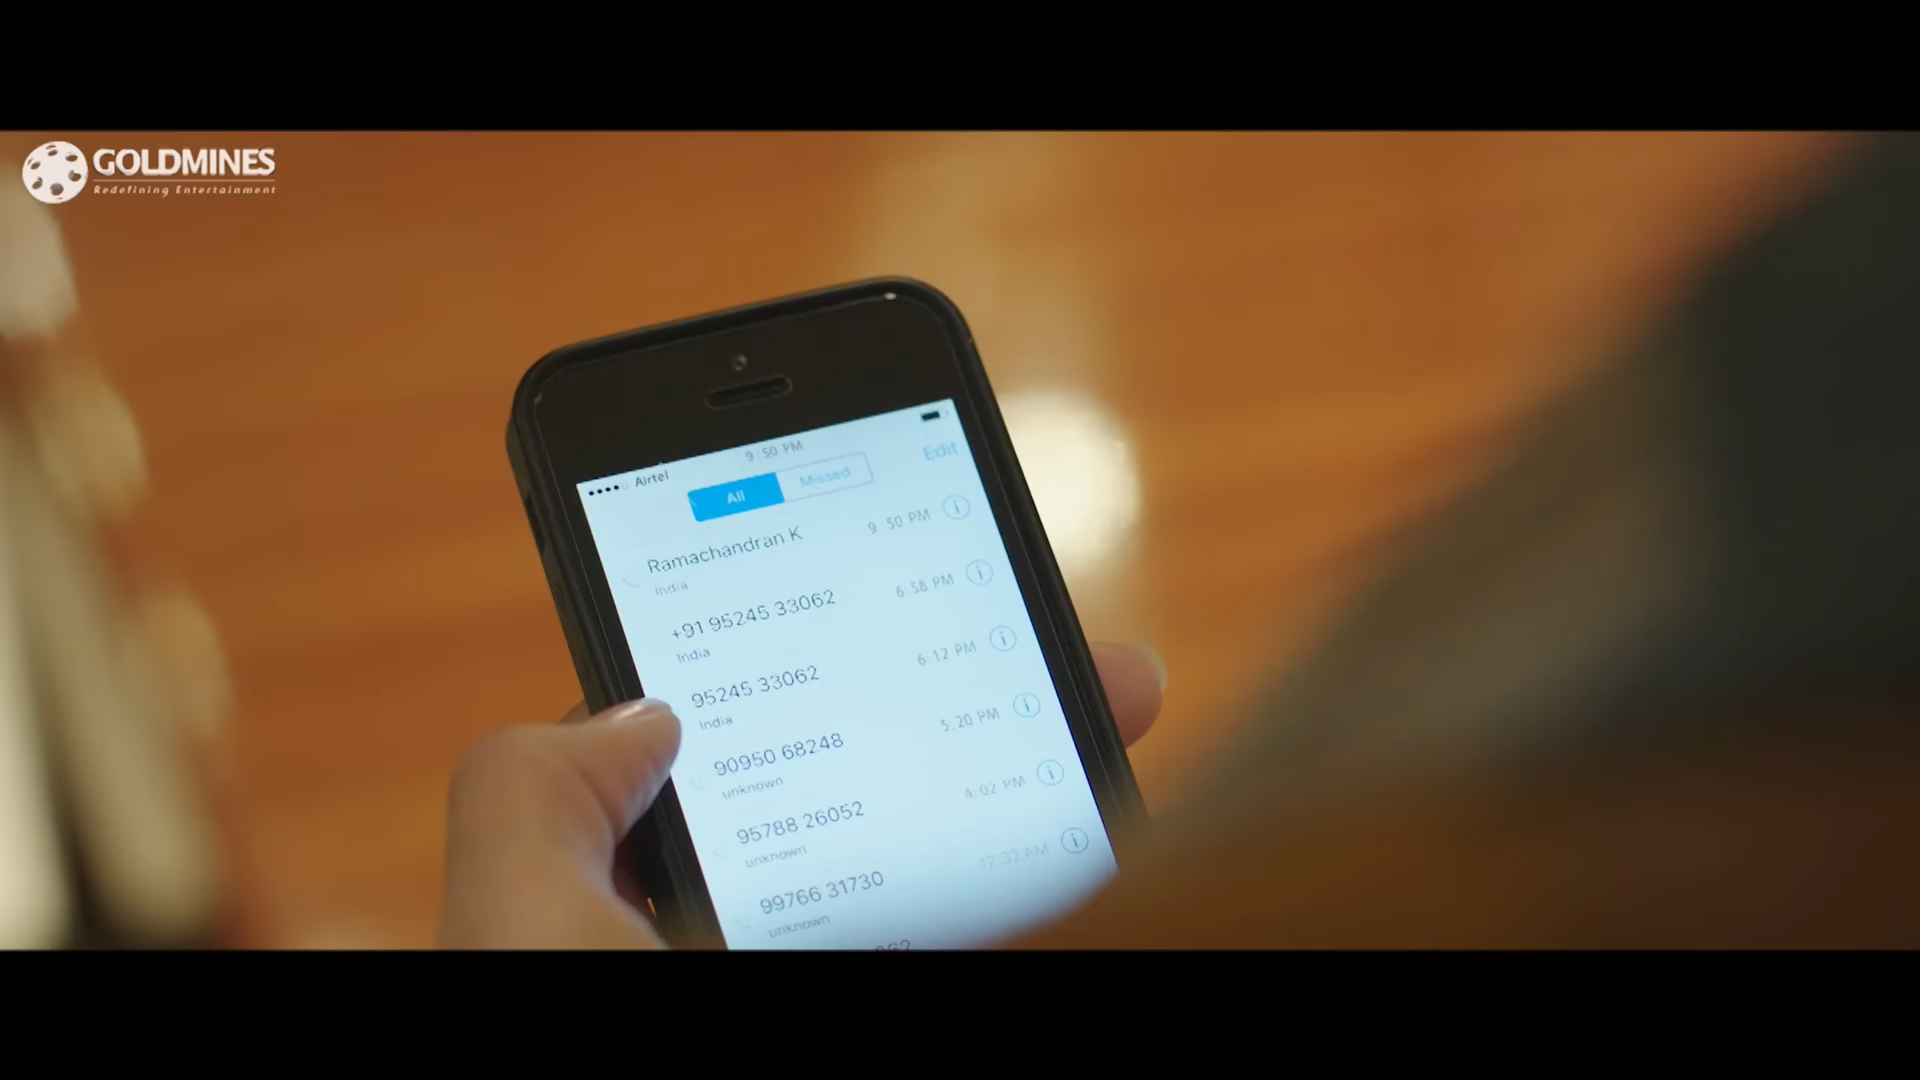 GOLDMINES
Redefining Entertainment
Airtel
9:50 PM
All
Missed
Edit
Ramachandran K
9 50 PM
India
+91 95245 33062
6 58 PM
India
95245 33062
6:12 PM
India
90950 68248
5.20 PM
unknown
95788 26052
4:02 PM
unknown
99766 31730
12:32 AM
unknown